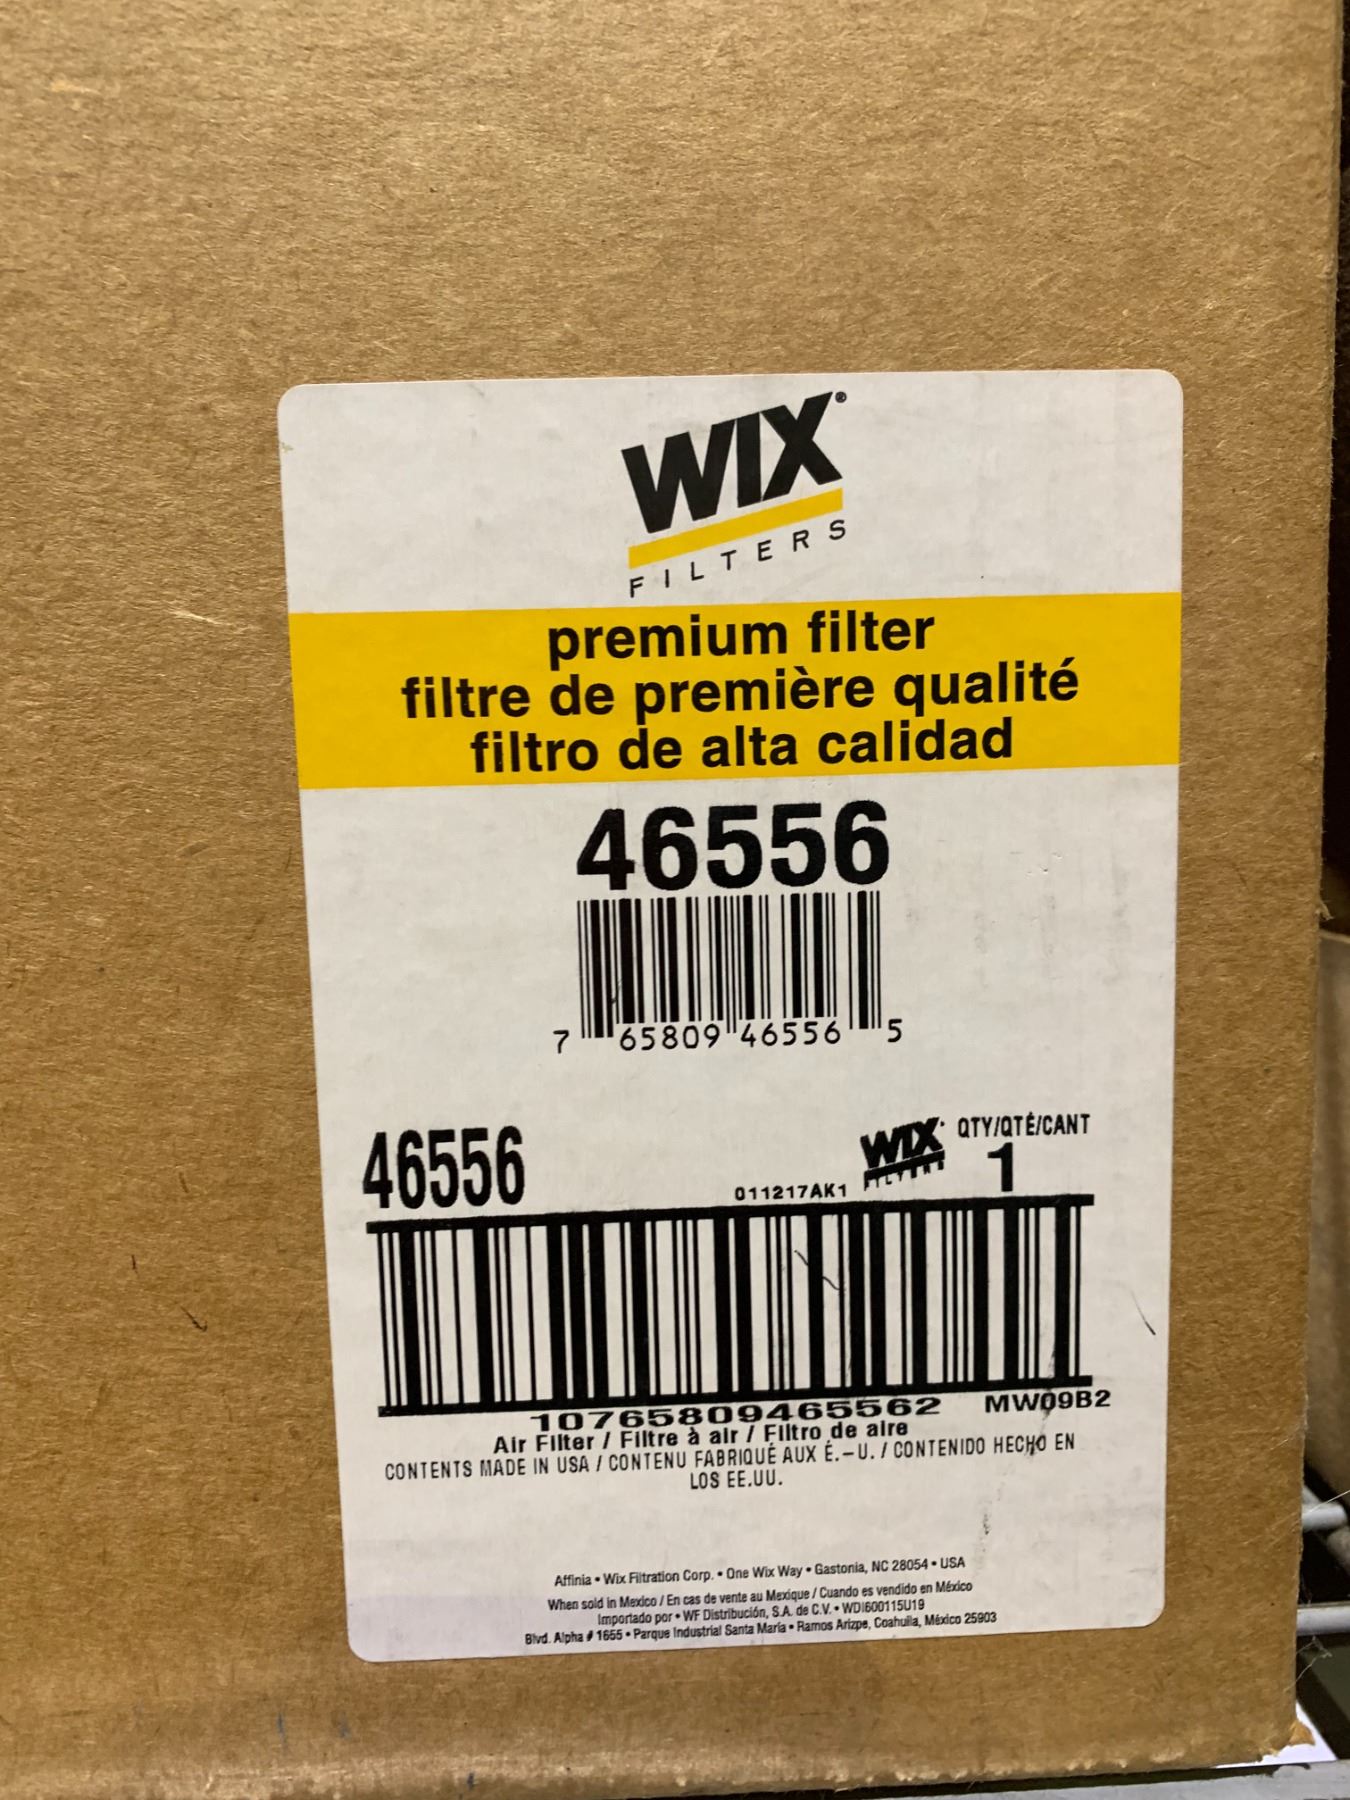 WIX®
FILTERS
premium filter
filtre de première qualité
filtro de alta calidad
46556
7 65809 46556 5
46556
011217AK1
WIX
FILTERS
QTY/QTÉ/CANT
1
10765809465562
MW09B2
Air Filter / Filtre à air / Filtro de aire
CONTENTS MADE IN USA / CONTENU FABRIQUÉ AUX É.-U. / CONTENIDO HECHO EN
LOS EE.UU.
Affinia • Wix Filtration Corp. • One Wix Way • Gastonia, NC 28054 • USA
When sold in Mexico / En cas de vente au Mexique / Cuando es vendido en México
Importado por • WF Distribución, S.A. de C.V. • WDI600115U19
Blvd. Alpha # 1655 • Parque Industrial Santa María • Ramos Arizpe, Coahuila, México 25903